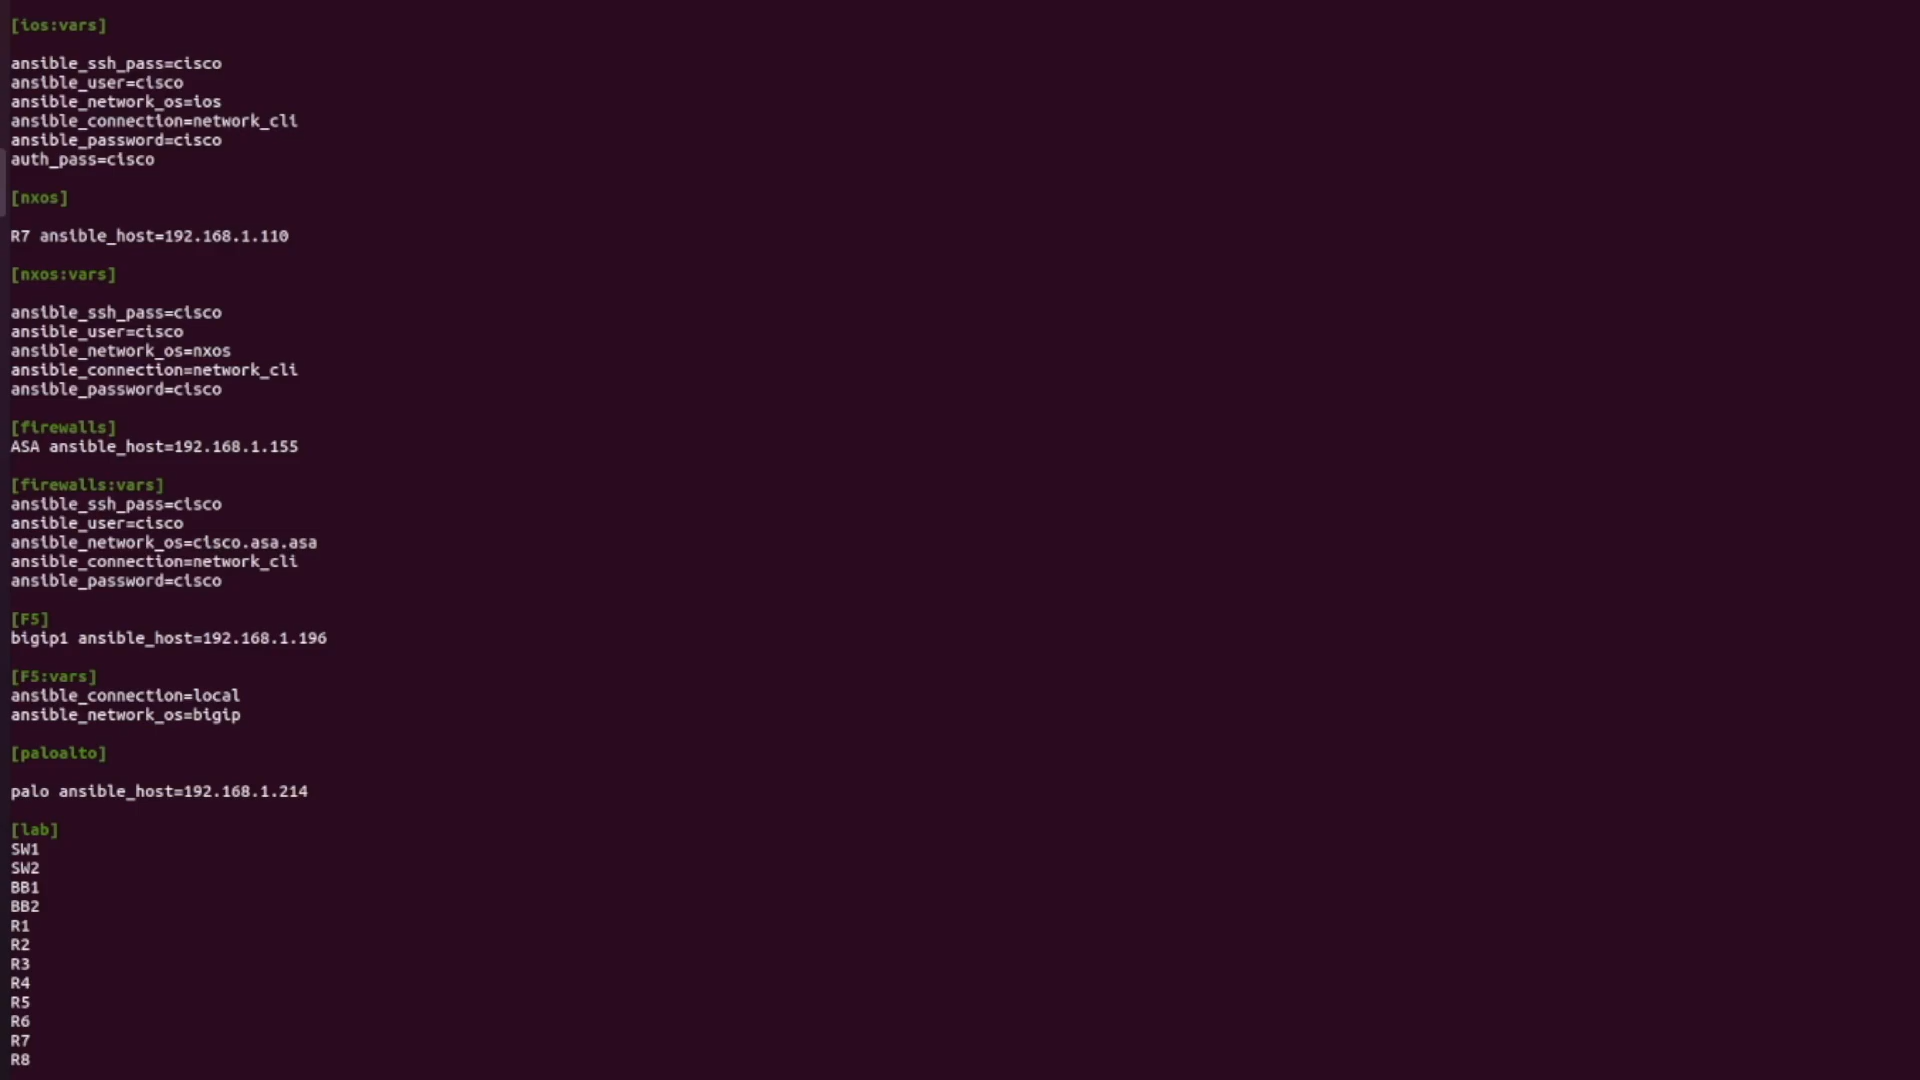 [ios:vars]
ansible_ssh_pass=cisco
ansible_user=cisco
ansible_network_os=ios
ansible_connection=network_cli
ansible_password=cisco
auth_pass=cisco
[nxos]
R7 ansible_host=192.168.1.110
[nxos:vars]
ansible_ssh_pass=cisco
ansible_user=cisco
ansible_network_os=nxos
ansible_connection=network_cli
ansible_password=cisco
[firewalls]
ASA ansible_host=192.168.1.155
[firewalls:vars]
ansible_ssh_pass=cisco
ansible_user=cisco
ansible_network_os=cisco.asa.asa
ansible_connection=network_cli
ansible_password=cisco
[F5]
bigip1 ansible_host=192.168.1.196
[F5:vars]
ansible_connection=local
ansible_network_os=bigip
[paloalto]
palo ansible_host=192.168.1.214
[lab]
SW1
SW2
BB1
BB2
R1
R2
R3
R4
R5
R6
R7
R8